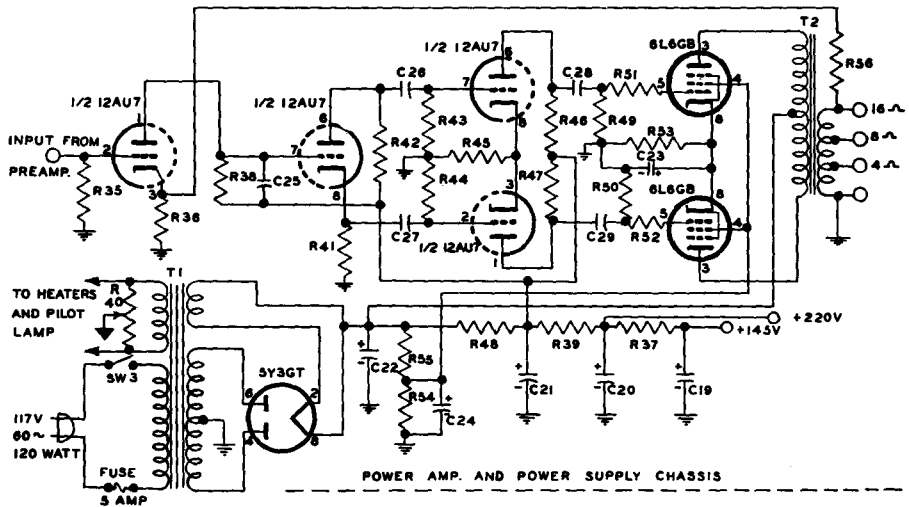 T2
1/2 12AU7
6L6GB
3
R56
1/2 12AU7
1/2 12AU7
C26
C28
R51
4
16 Ω
INPUT FROM
PREAMP.
1
2
3
6
7
8
6
7
8
5
8
R42
R43
R45
R46
R49
R53
C23
8 Ω
4 Ω
R35
R36
R38
C25
R44
R47
R50
6L6GB
R41
C27
2
3
1
1/2 12AU7
C29
R52
5
8
4
3
T1
TO HEATERS
AND PILOT
LAMP
R
40
SW3
+220V
+145V
R55
R48
R39
R37
C22
R54
C24
C21
C20
C19
5Y3GT
6
4
2
8
117V
60~
120 WATT
FUSE
5 AMP
POWER AMP. AND POWER SUPPLY CHASSIS